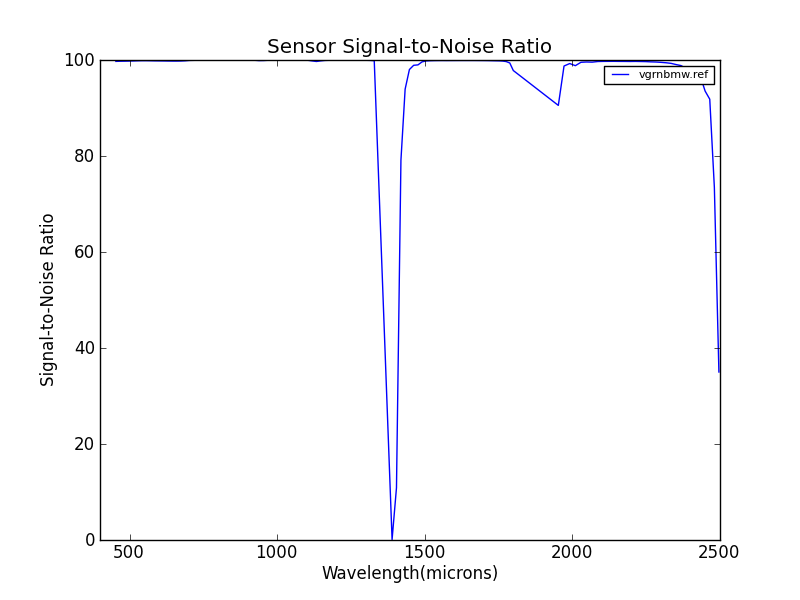 Sensor Signal-to-Noise Ratio
vgrnbmw.ref
100
80
60
40
20
0
Signal-to-Noise Ratio
500
1000
1500
2000
2500
Wavelength(microns)